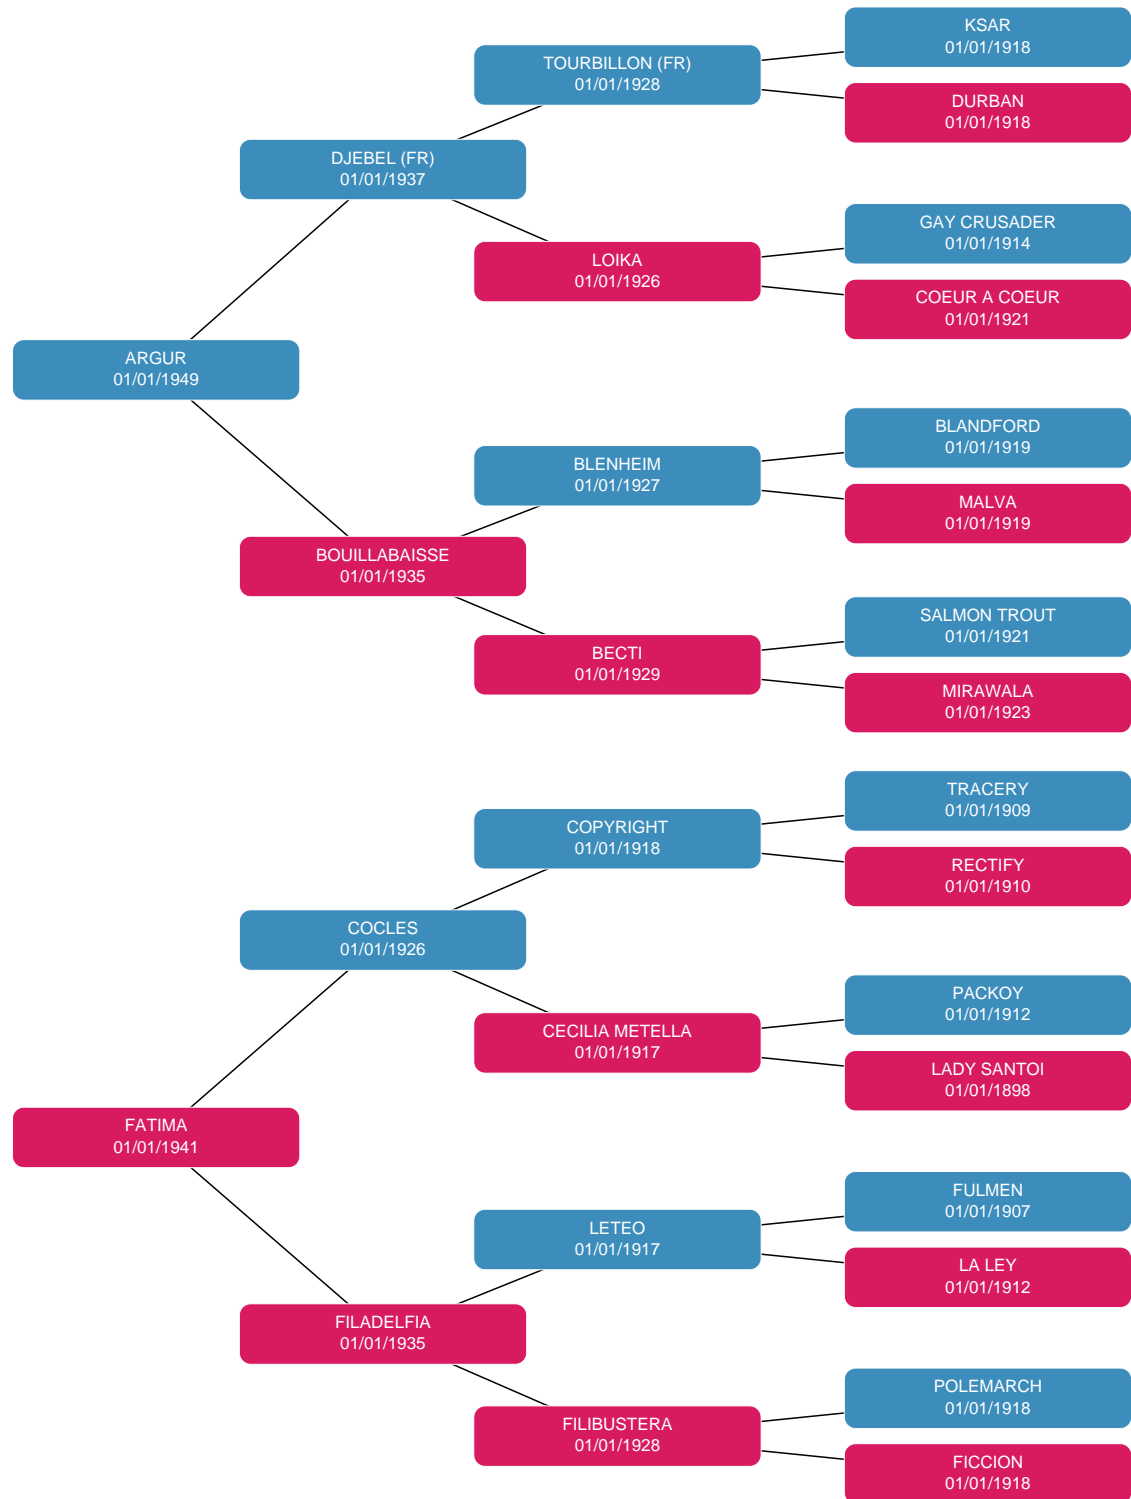 KSAR
01/01/1918
TOURBILLON (FR)
01/01/1928
DURBAN
01/01/1918
DJEBEL (FR)
01/01/1937
GAY CRUSADER
01/01/1914
LOIKA
01/01/1926
COEUR A COEUR
01/01/1921
ARGUR
01/01/1949
BLANDFORD
01/01/1919
BLENHEIM
01/01/1927
MALVA
01/01/1919
BOUILLABAISSE
01/01/1935
SALMON TROUT
01/01/1921
BECTI
01/01/1929
MIRAWALA
01/01/1923
TRACERY
01/01/1909
COPYRIGHT
01/01/1918
RECTIFY
01/01/1910
COCLES
01/01/1926
PACKOY
01/01/1912
CECILIA METELLA
01/01/1917
LADY SANTOI
01/01/1898
FATIMA
01/01/1941
FULMEN
01/01/1907
LETEO
01/01/1917
LA LEY
01/01/1912
FILADELFIA
01/01/1935
POLEMARCH
01/01/1918
FILIBUSTERA
01/01/1928
FICCION
01/01/1918